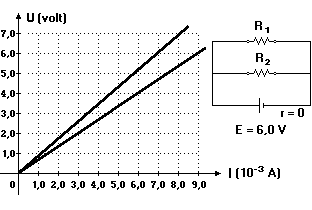 U (volt)
7,0
6,0
5,0
4,0
3,0
2,0
1,0
0
1,0 2,0 3,0 4,0 5,0 6,0 7,0 8,0 9,0
I (10⁻³ A)
R₁
R₂
r = 0
E = 6,0 V